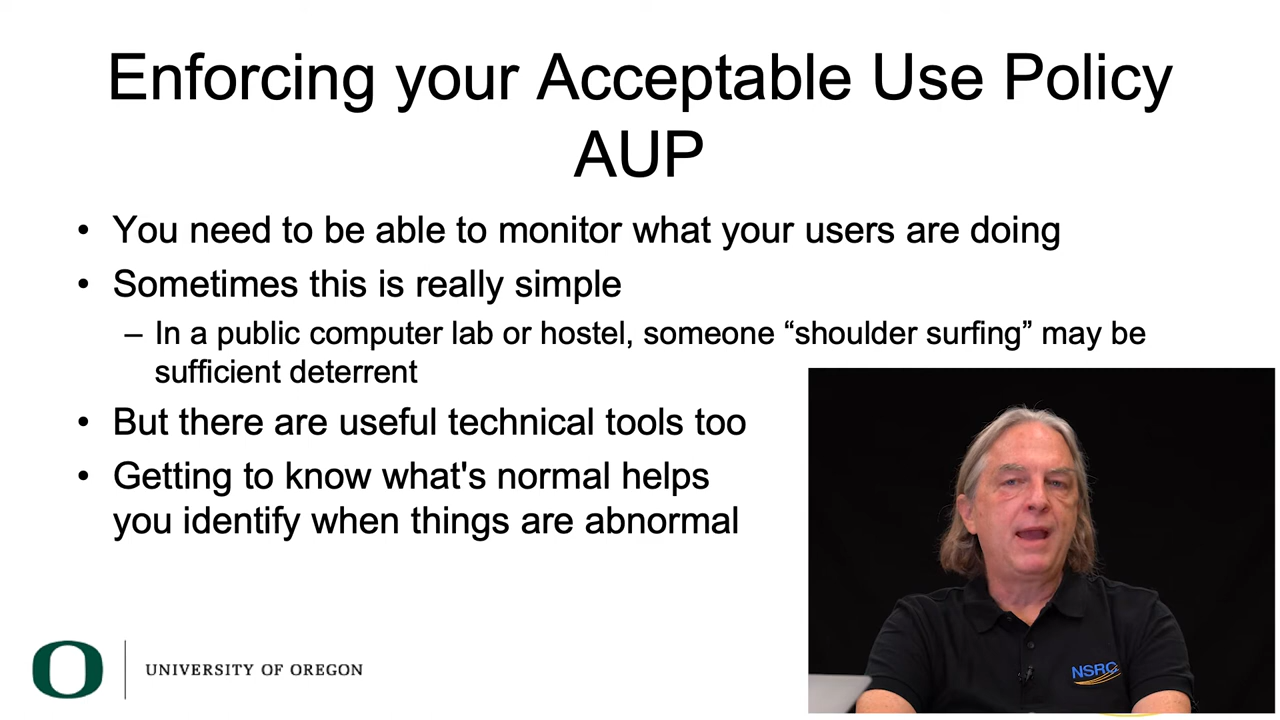 Enforcing your Acceptable Use Policy
AUP
• You need to be able to monitor what your users are doing
• Sometimes this is really simple
– In a public computer lab or hostel, someone “shoulder surfing” may be
sufficient deterrent
• But there are useful technical tools too
• Getting to know what's normal helps
you identify when things are abnormal
NSRC
O
UNIVERSITY OF OREGON